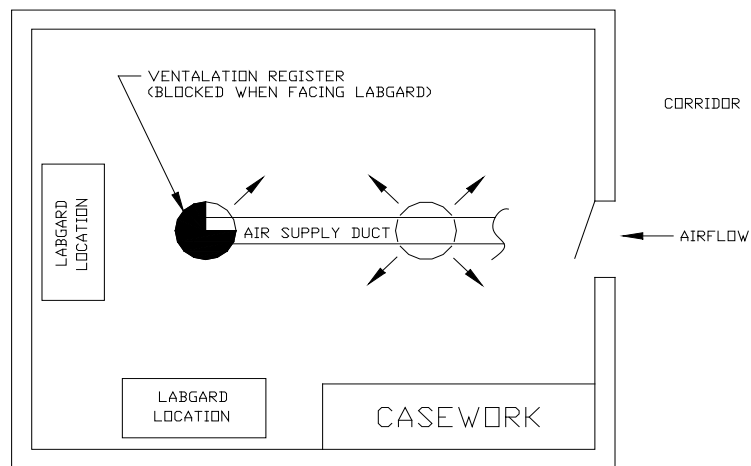 VENTALATION REGISTER
(BLOCKED WHEN FACING LABGARD)
CORRIDOR
LABGARD
LOCATION
AIR SUPPLY DUCT
AIRFLOW
LABGARD
LOCATION
CASEWORK